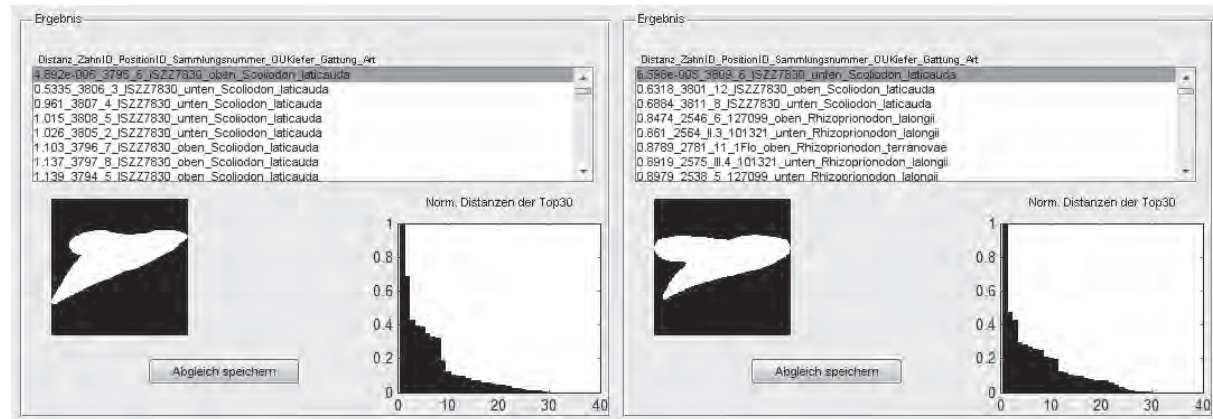 Ergebnis
Distanz_ZahnID_PositionID_Sammlungsnummer_OUKiefer_Gattung_Art
4.892e-006_3795_6_ISZZ7830_oben_Scoliodon_laticauda
0.5335_3806_3_ISZZ7830_unten_Scoliodon_laticauda
0.961_3807_4_ISZZ7830_unten_Scoliodon_laticauda
1.015_3808_5_ISZZ7830_unten_Scoliodon_laticauda
1.026_3805_2_ISZZ7830_unten_Scoliodon_laticauda
1.103_3796_7_ISZZ7830_oben_Scoliodon_laticauda
1.137_3797_8_ISZZ7830_oben_Scoliodon_laticauda
1.139_3794_5_ISZZ7830_oben_Scoliodon_laticauda
Norm. Distanzen der Top30
1
0.8
0.6
0.4
0.2
0
0 10 20 30 40
Abgleich speichern
Ergebnis
Distanz_ZahnID_PositionID_Sammlungsnummer_OUKiefer_Gattung_Art
6.398e-005_3809_6_ISZZ7830_unten_Scoliodon_laticauda
0.6318_3801_12_ISZZ7830_oben_Scoliodon_laticauda
0.6884_3811_8_ISZZ7830_unten_Scoliodon_laticauda
0.8474_2546_6_127099_oben_Rhizoprionodon_lalongii
0.861_2564_II.3_101321_unten_Rhizoprionodon_lalongii
0.8789_2781_11_1Flo_oben_Rhizoprionodon_terranovae
0.8919_2575_III.4_101321_unten_Rhizoprionodon_lalongii
0.8979_2538_5_127099_unten_Rhizoprionodon_lalongii
Norm. Distanzen der Top30
1
0.8
0.6
0.4
0.2
0
0 10 20 30 40
Abgleich speichern